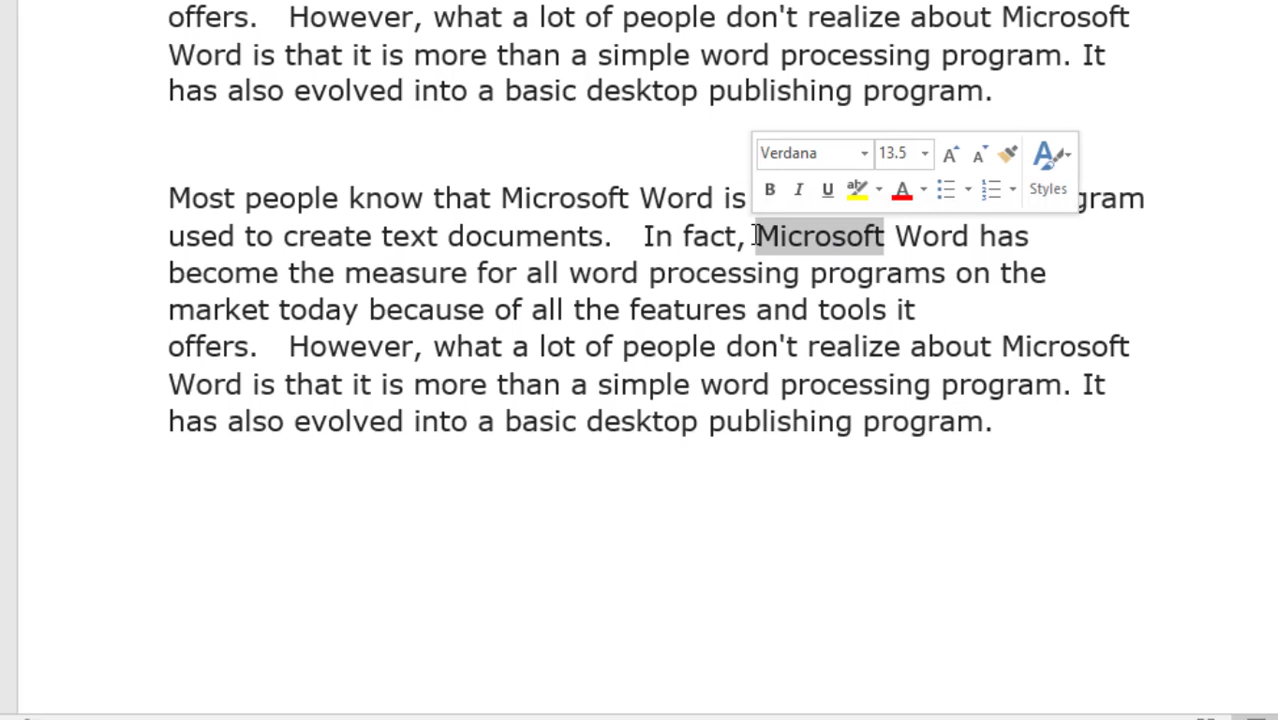 offers.   However, what a lot of people don't realize about Microsoft
Word is that it is more than a simple word processing program. It
has also evolved into a basic desktop publishing program.
Verdana 13.5
B I U ab A Styles
Most people know that Microsoft Word is gram
used to create text documents.   In fact, Microsoft Word has
become the measure for all word processing programs on the
market today because of all the features and tools it
offers.   However, what a lot of people don't realize about Microsoft
Word is that it is more than a simple word processing program. It
has also evolved into a basic desktop publishing program.